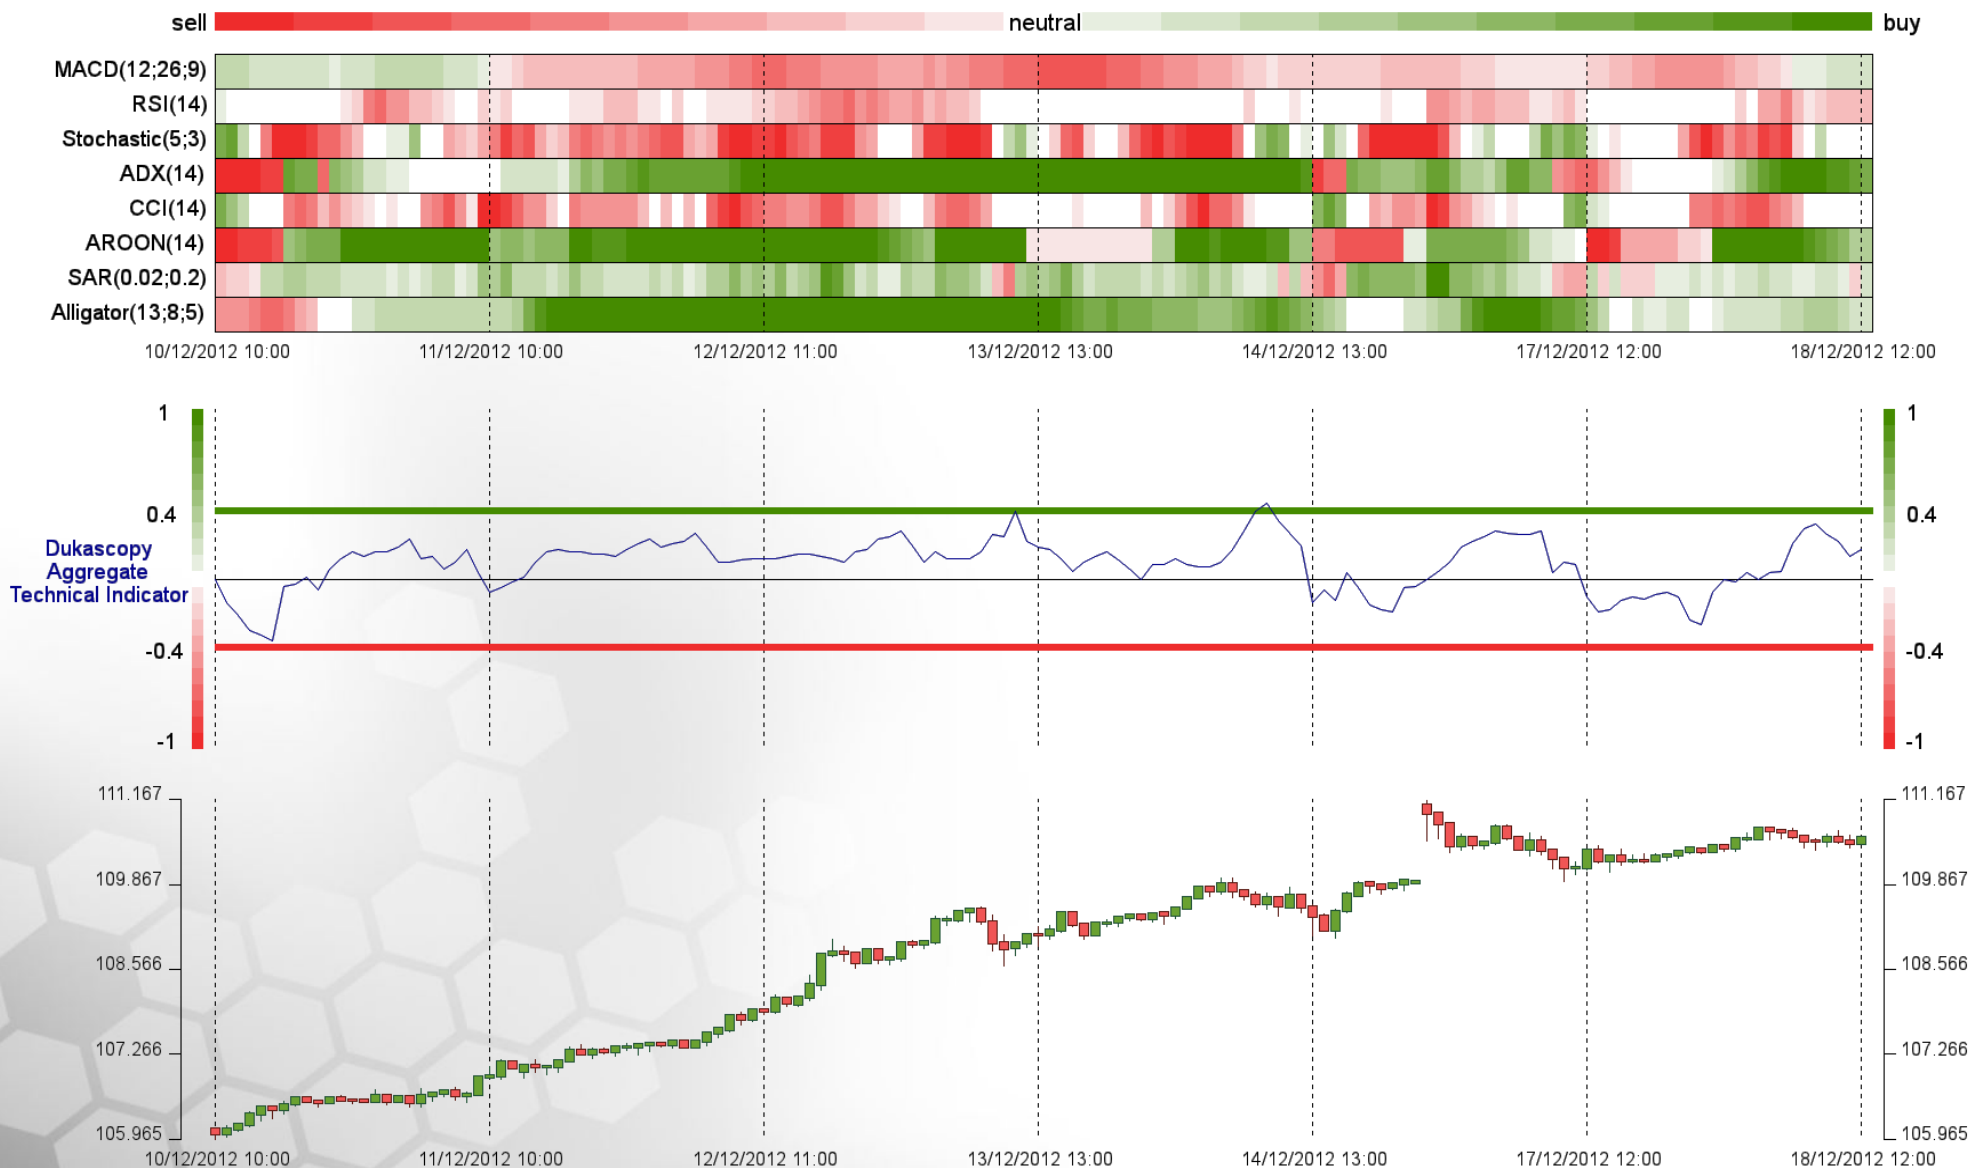 sell neutral buy
MACD(12;26;9)
RSI(14)
Stochastic(5;3)
ADX(14)
CCI(14)
AROON(14)
SAR(0.02;0.2)
Alligator(13;8;5)
10/12/2012 10:00 11/12/2012 10:00 12/12/2012 11:00 13/12/2012 13:00 14/12/2012 13:00 17/12/2012 12:00 18/12/2012 12:00
1 1
0.4 0.4
Dukascopy
Aggregate
Technical Indicator
-0.4 -0.4
-1 -1
111.167 111.167
109.867 109.867
108.566 108.566
107.266 107.266
105.965 105.965
10/12/2012 10:00 11/12/2012 10:00 12/12/2012 11:00 13/12/2012 13:00 14/12/2012 13:00 17/12/2012 12:00 18/12/2012 12:00